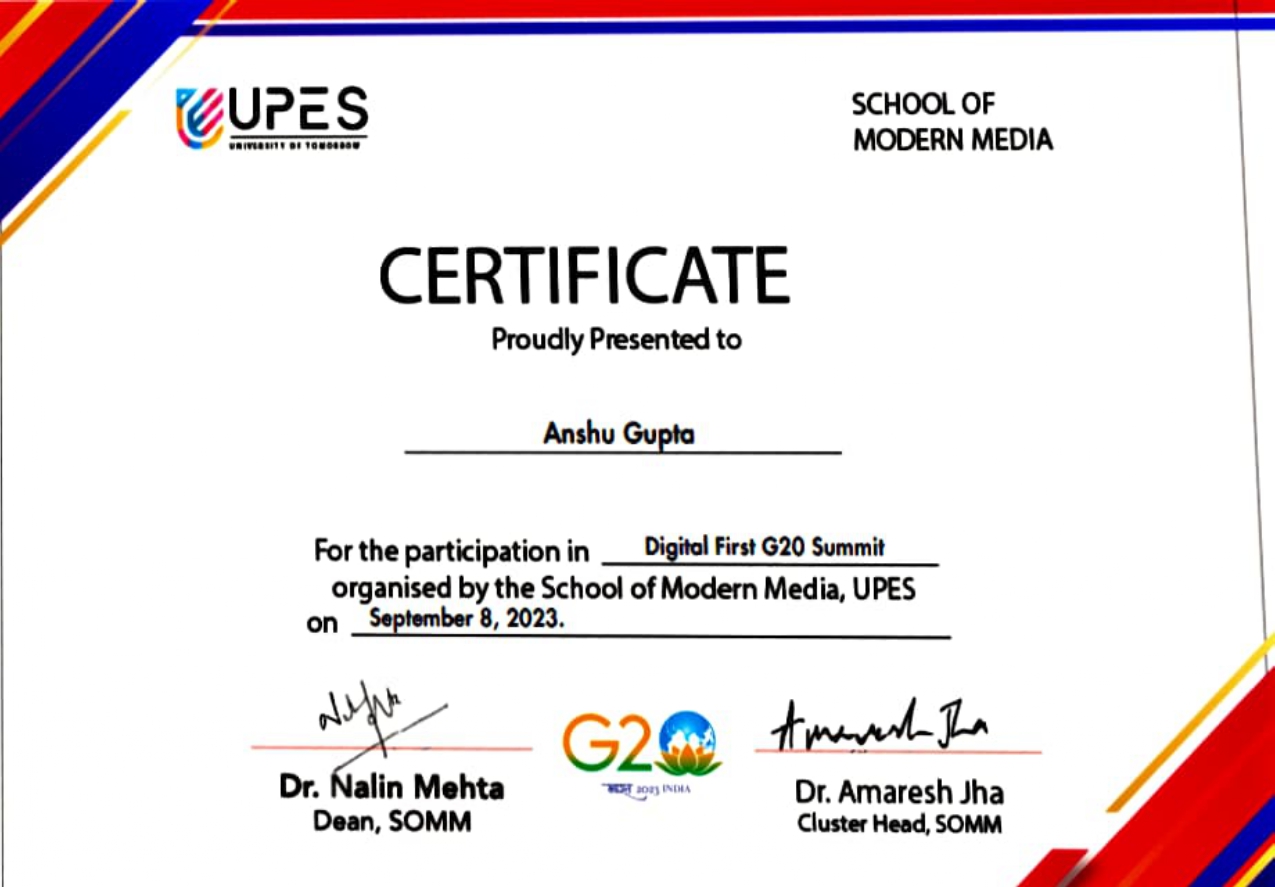 UPES
UNIVERSITY OF TOMORROW
SCHOOL OF
MODERN MEDIA
CERTIFICATE
Proudly Presented to
Anshu Gupta
For the participation in Digital First G20 Summit
organised by the School of Modern Media, UPES
on September 8, 2023.
Amaresh Jha
G20
भारत 2023 INDIA
Dr. Nalin Mehta
Dean, SOMM
Dr. Amaresh Jha
Cluster Head, SOMM